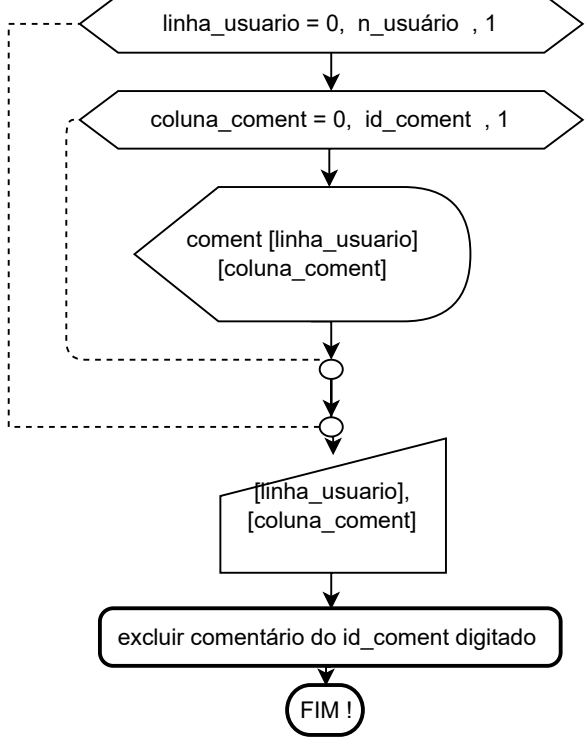 linha_usuario = 0, n_usuário , 1
coluna_coment = 0, id_coment , 1
coment [linha_usuario]
[coluna_coment]
[linha_usuario],
[coluna_coment]
excluir comentário do id_coment digitado
FIM !